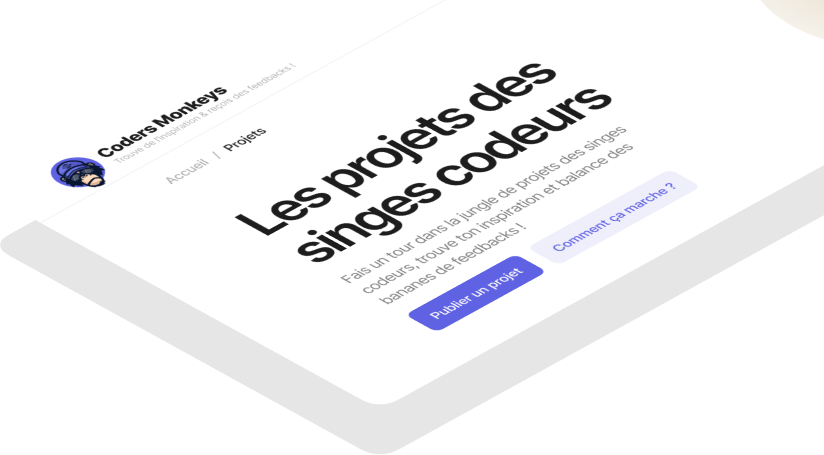 Coders Monkeys
Trouve de l'inspiration & reçois des feedbacks !
Accueil / Projets
Les projets des
singes codeurs
Fais un tour dans la jungle de projets des singes
codeurs, trouve ton inspiration et balance des
bananes de feedbacks !
Publier un projet
Comment ça marche ?